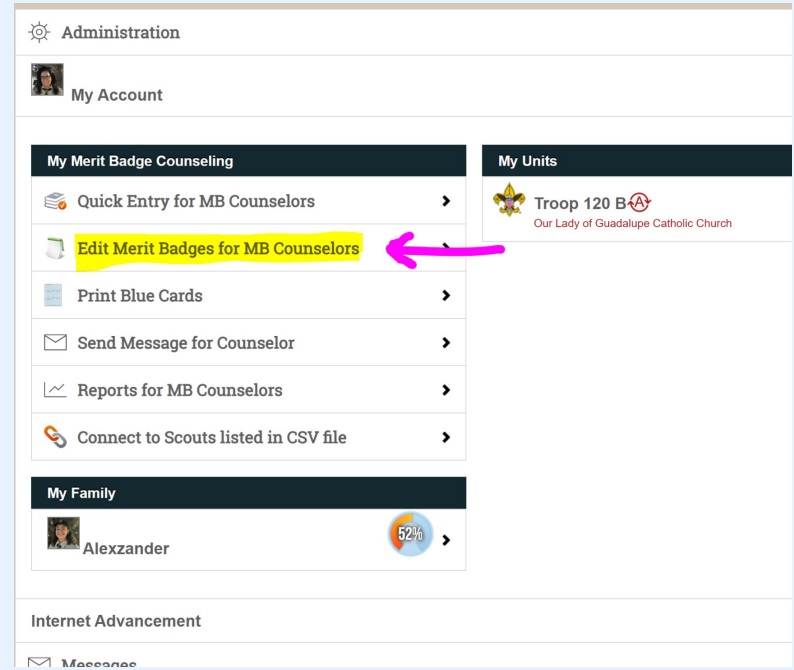 Administration
My Account
My Merit Badge Counseling
Quick Entry for MB Counselors
Edit Merit Badges for MB Counselors
Print Blue Cards
Send Message for Counselor
Reports for MB Counselors
Connect to Scouts listed in CSV file
My Family
Alexzander
52%
My Units
Troop 120 B A
Our Lady of Guadalupe Catholic Church
Internet Advancement
Messages